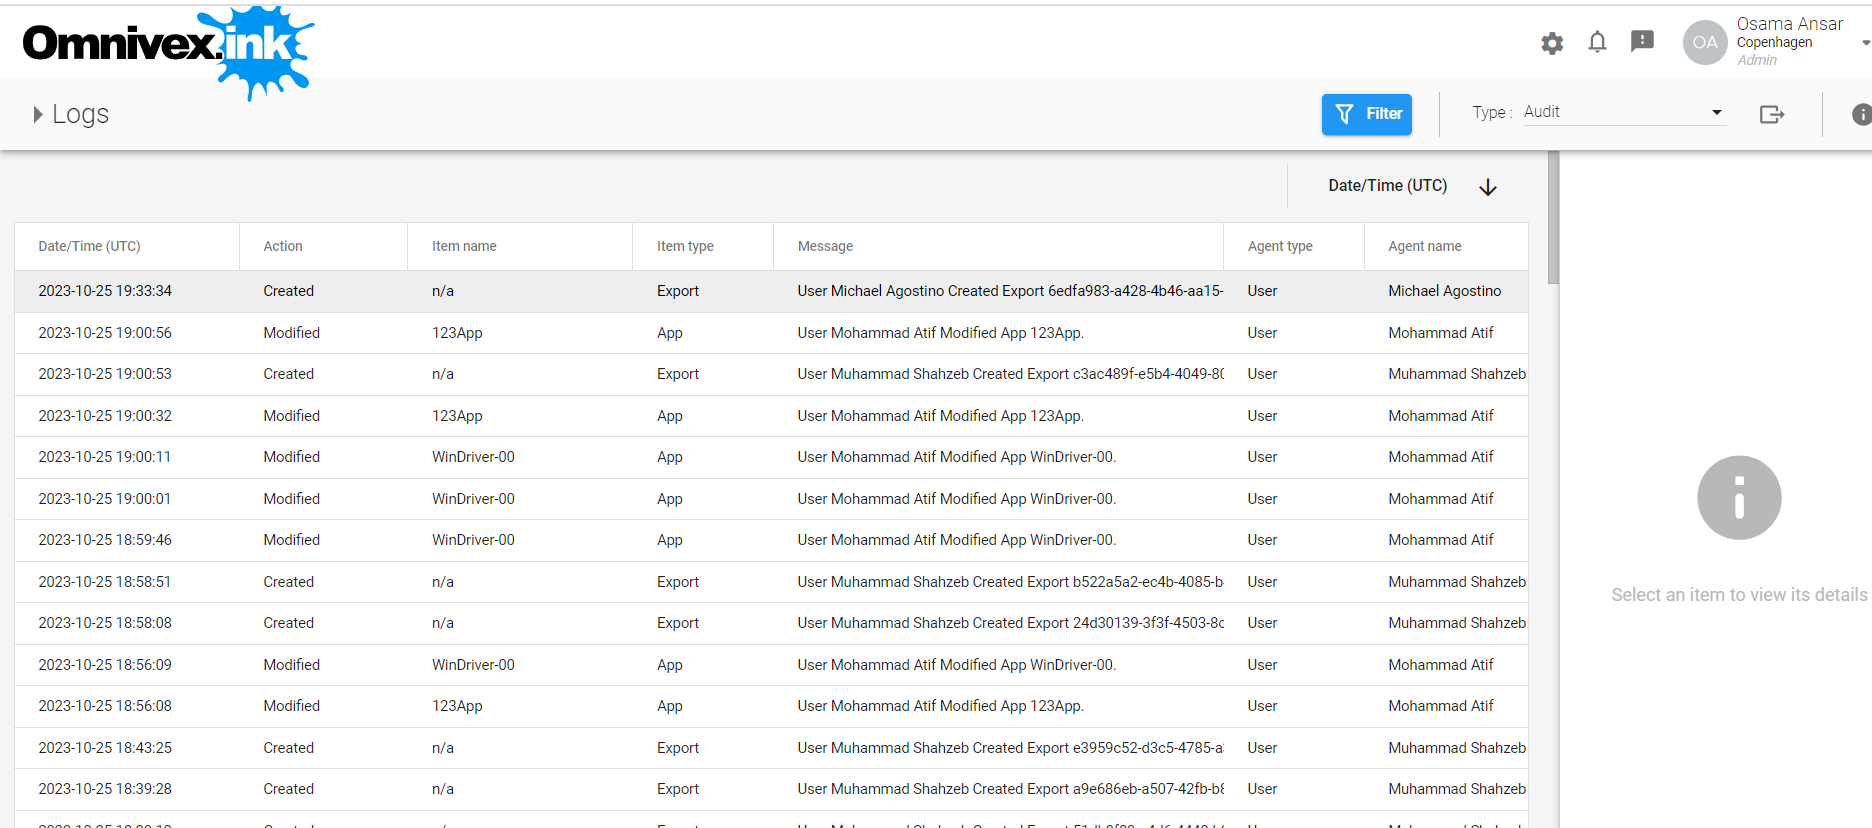 Omnivex.ink
Osama Ansar
OA
Copenhagen
Admin
Logs
Filter
Type : Audit
Date/Time (UTC)
Date/Time (UTC) Action Item name Item type Message Agent type Agent name
2023-10-25 19:33:34 Created n/a Export User Michael Agostino Created Export 6edfa983-a428-4b46-aa15- User Michael Agostino
2023-10-25 19:00:56 Modified 123App App User Mohammad Atif Modified App 123App. User Mohammad Atif
2023-10-25 19:00:53 Created n/a Export User Muhammad Shahzeb Created Export c3ac489f-e5b4-4049-80 User Muhammad Shahzeb
2023-10-25 19:00:32 Modified 123App App User Mohammad Atif Modified App 123App. User Mohammad Atif
2023-10-25 19:00:11 Modified WinDriver-00 App User Mohammad Atif Modified App WinDriver-00. User Mohammad Atif
2023-10-25 19:00:01 Modified WinDriver-00 App User Mohammad Atif Modified App WinDriver-00. User Mohammad Atif
2023-10-25 18:59:46 Modified WinDriver-00 App User Mohammad Atif Modified App WinDriver-00. User Mohammad Atif
2023-10-25 18:58:51 Created n/a Export User Muhammad Shahzeb Created Export b522a5a2-ec4b-4085-b User Muhammad Shahzeb
2023-10-25 18:58:08 Created n/a Export User Muhammad Shahzeb Created Export 24d30139-3f3f-4503-8c User Muhammad Shahzeb
2023-10-25 18:56:09 Modified WinDriver-00 App User Mohammad Atif Modified App WinDriver-00. User Mohammad Atif
2023-10-25 18:56:08 Modified 123App App User Mohammad Atif Modified App 123App. User Mohammad Atif
2023-10-25 18:43:25 Created n/a Export User Muhammad Shahzeb Created Export e3959c52-d3c5-4785-a User Muhammad Shahzeb
2023-10-25 18:39:28 Created n/a Export User Muhammad Shahzeb Created Export a9e686eb-a507-42fb-b8 User Muhammad Shahzeb
Select an item to view its details